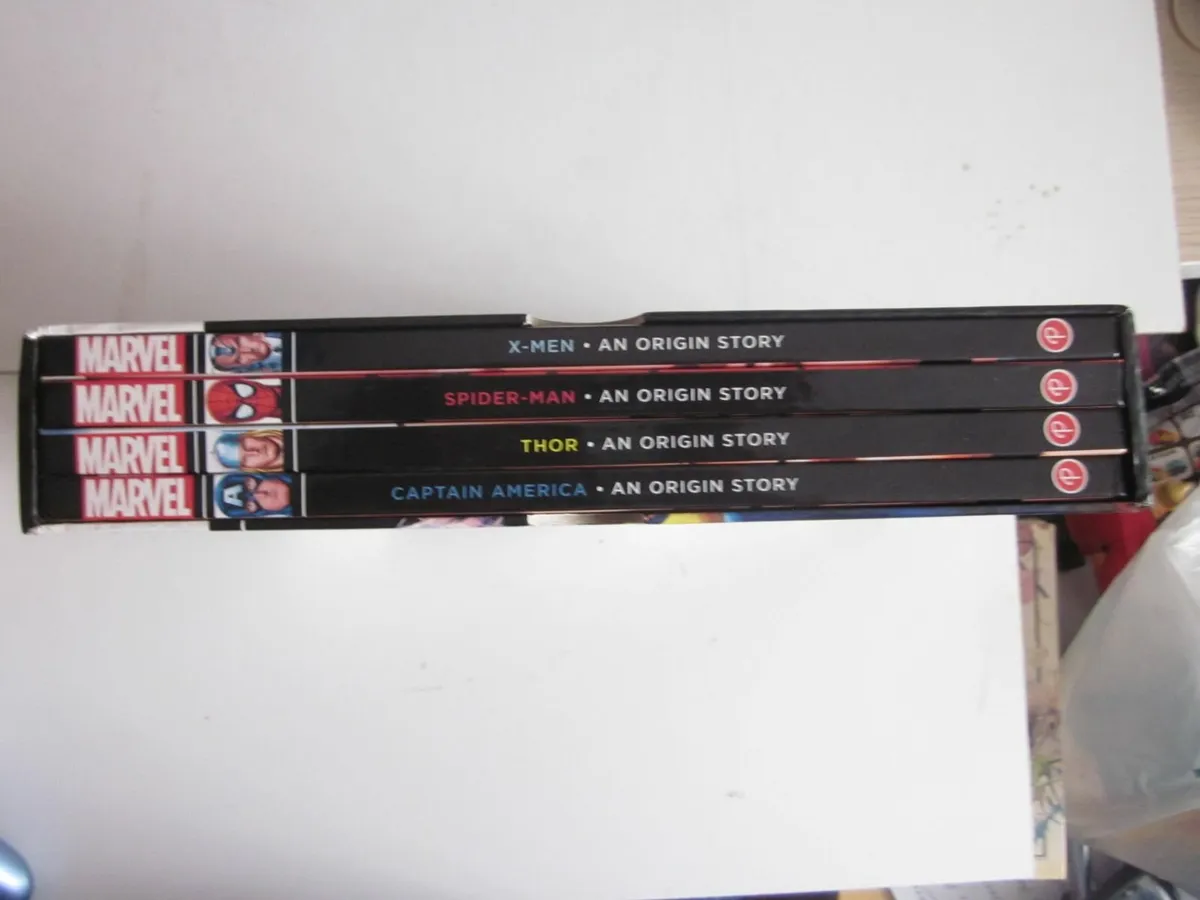 MARVEL X-MEN • AN ORIGIN STORY P
MARVEL SPIDER-MAN • AN ORIGIN STORY P
MARVEL THOR • AN ORIGIN STORY P
MARVEL A CAPTAIN AMERICA • AN ORIGIN STORY P